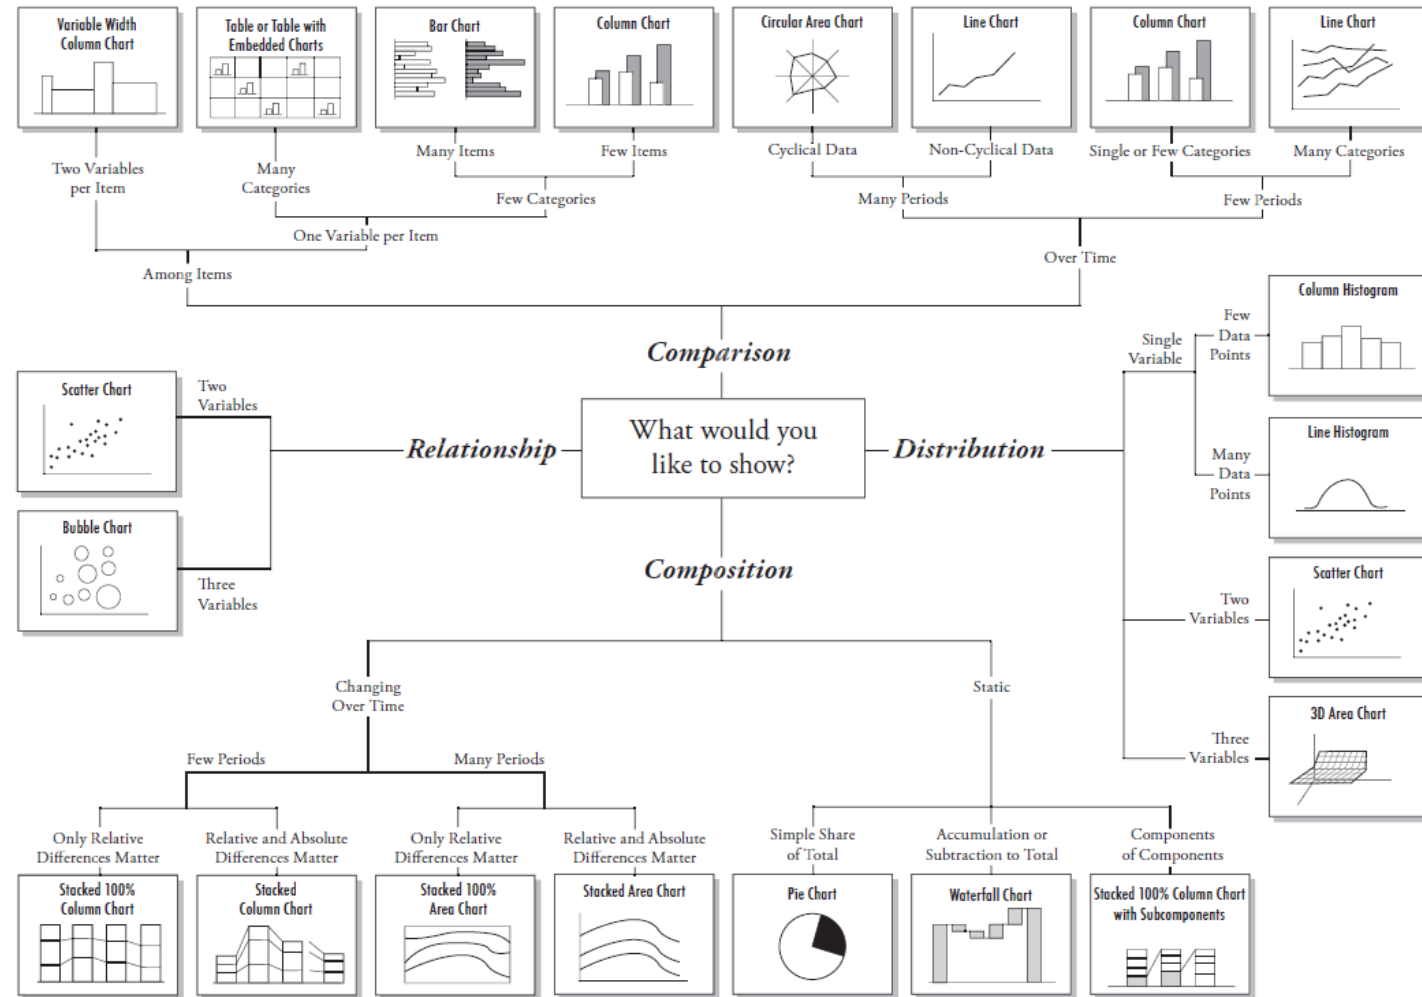 Variable Width
Column Chart
Table or Table with
Embedded Charts
Bar Chart
Column Chart
Circular Area Chart
Line Chart
Column Chart
Line Chart
Two Variables
per Item
Many
Categories
Many Items
Few Items
Cyclical Data
Non-Cyclical Data
Single or Few Categories
Many Categories
Few Categories
Many Periods
Few Periods
One Variable per Item
Among Items
Over Time
Comparison
What would you
like to show?
Relationship
Two
Variables
Scatter Chart
Three
Variables
Bubble Chart
Distribution
Single
Variable
Few
Data
Points
Column Histogram
Many
Data
Points
Line Histogram
Two
Variables
Scatter Chart
Three
Variables
3D Area Chart
Composition
Changing
Over Time
Static
Few Periods
Many Periods
Only Relative
Differences Matter
Relative and Absolute
Differences Matter
Only Relative
Differences Matter
Relative and Absolute
Differences Matter
Simple Share
of Total
Accumulation or
Subtraction to Total
Components
of Components
Stacked 100%
Column Chart
Stacked
Column Chart
Stacked 100%
Area Chart
Stacked Area Chart
Pie Chart
Waterfall Chart
Stacked 100% Column Chart
with Subcomponents